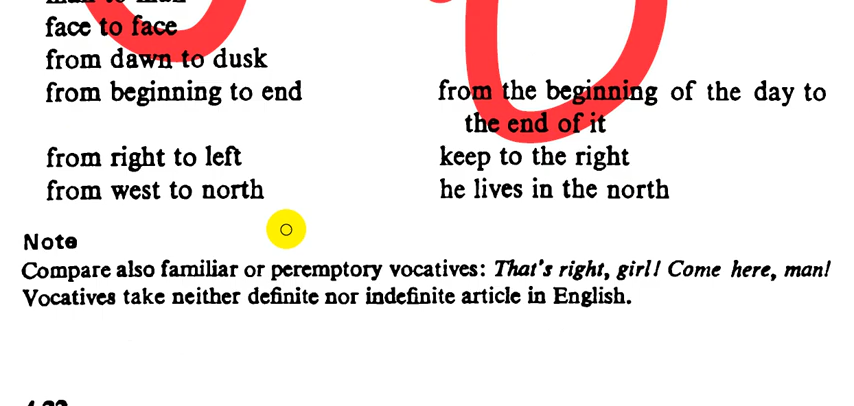 face to face
from dawn to dusk
from beginning to end from the beginning of the day to
the end of it
from right to left keep to the right
from west to north he lives in the north
Note
Compare also familiar or peremptory vocatives: That's right, girl! Come here, man!
Vocatives take neither definite nor indefinite article in English.